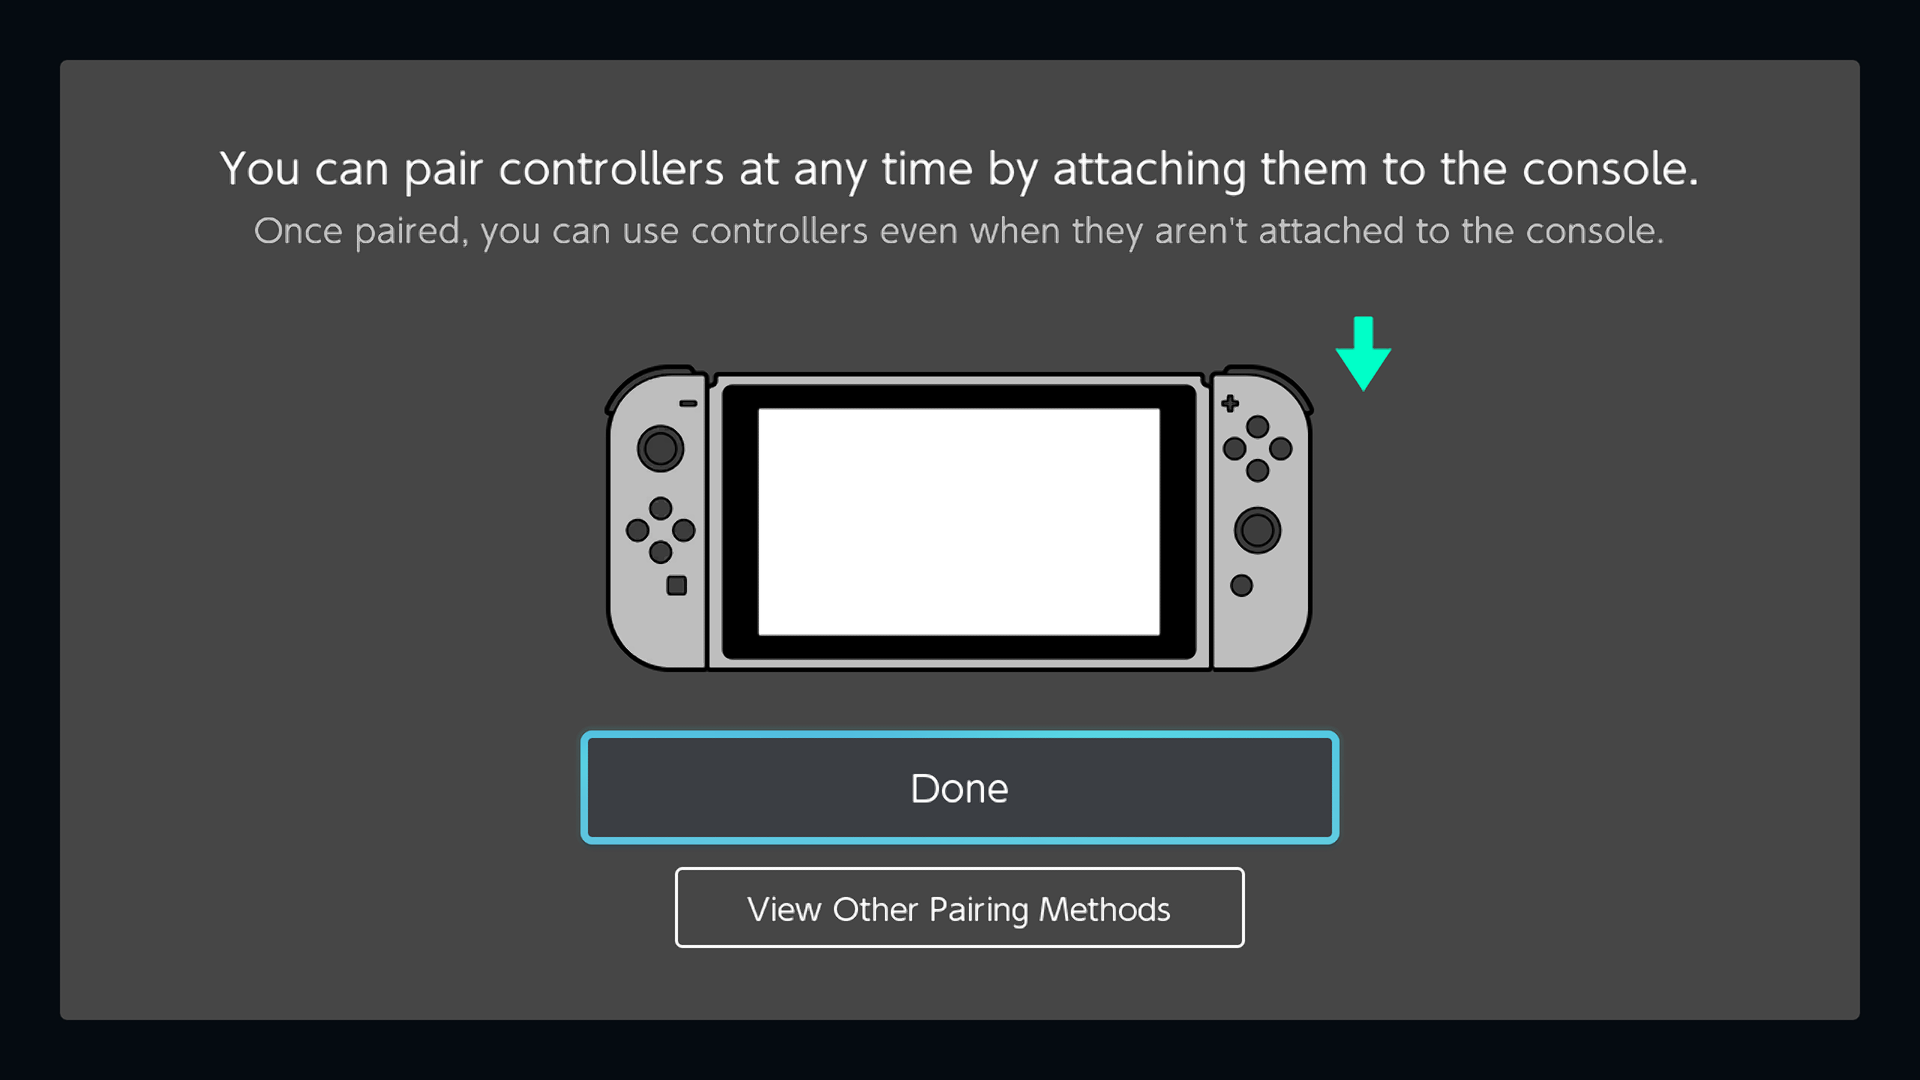 You can pair controllers at any time by attaching them to the console.
Once paired, you can use controllers even when they aren't attached to the console.
Done
View Other Pairing Methods